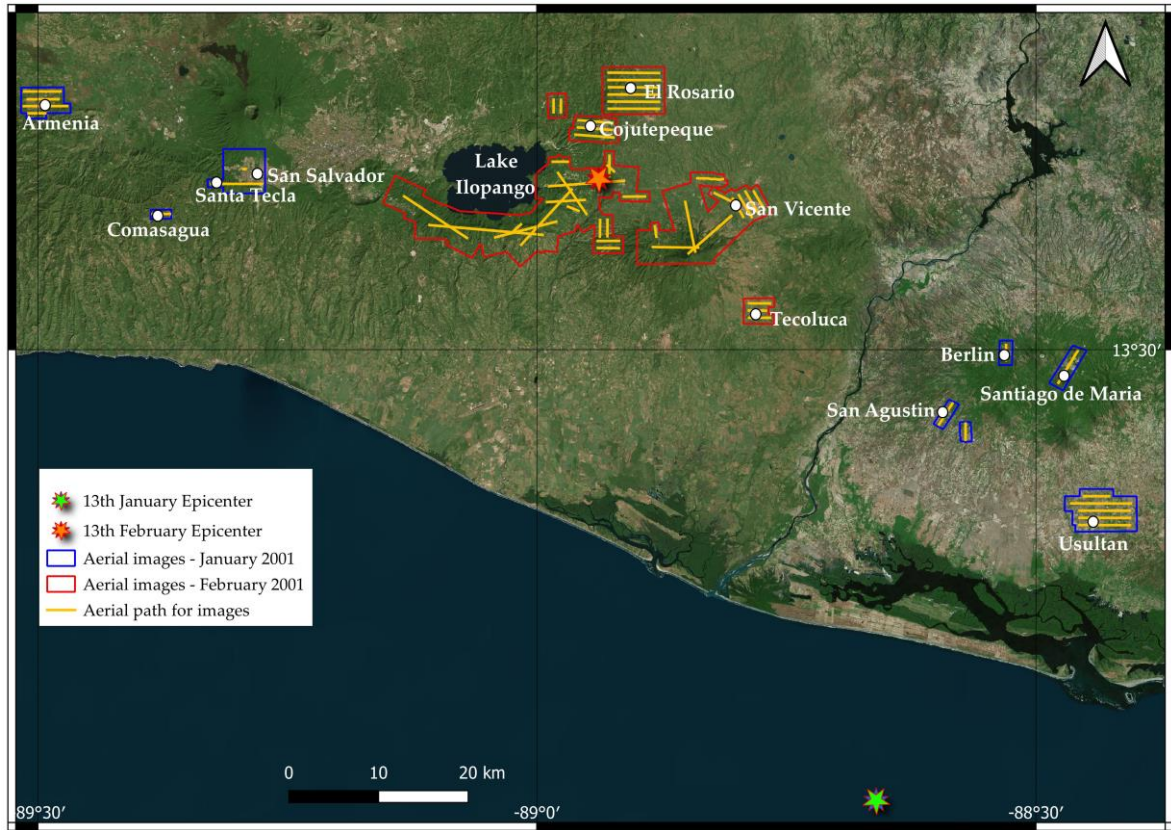 El Rosario
Armenia
Cojutepeque
Lake
Ilopango
San Salvador
Santa Tecla
San Vicente
Comasagua
Tecoluca
13°30′
Berlin
Santiago de Maria
San Agustin
Usultan
13th January Epicenter
13th February Epicenter
Aerial images - January 2001
Aerial images - February 2001
Aerial path for images
0 10 20 km
89°30′
-89°0′
-88°30′